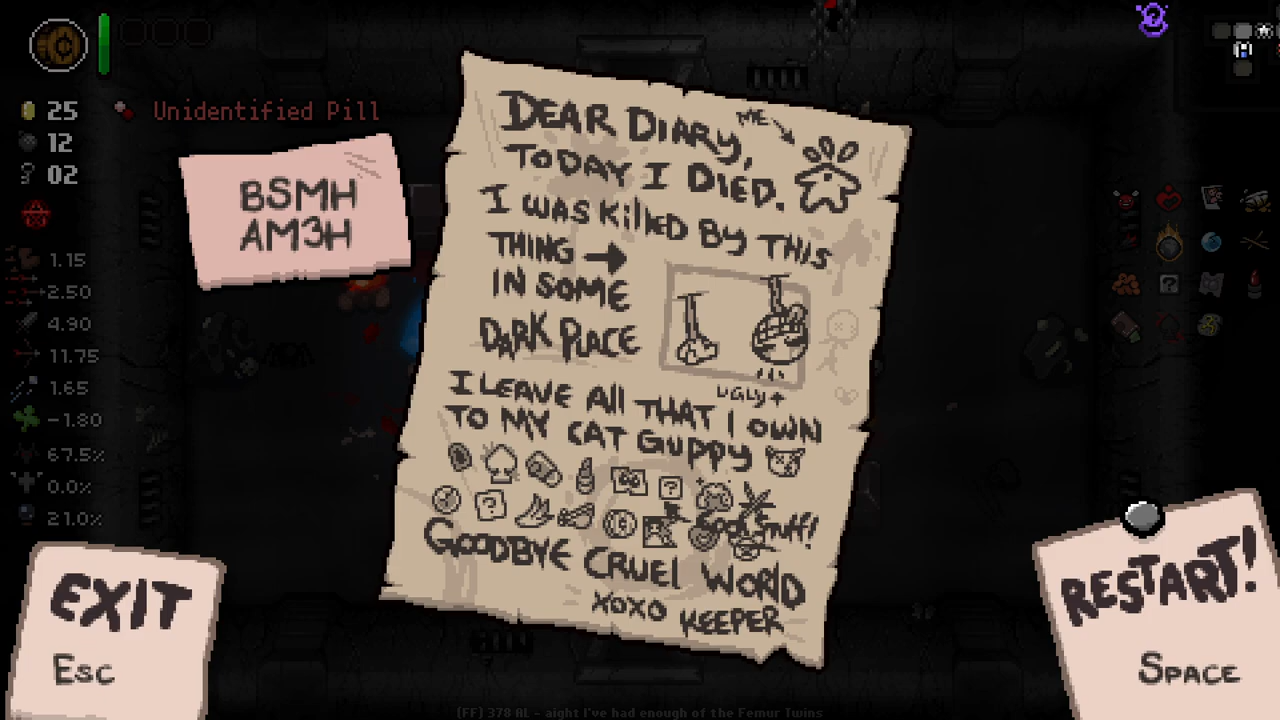 25
Unidentified Pill
12
02
BSMH
AM3H
1.15
2.50
4.90
11.75
1.65
-1.80
67.5%
0.0%
21.0%
DEAR DIARY,
ME
TODAY I DIED.
I WAS KILLED BY THIS
THING
IN SOME
DARK PLACE
UGLY
I LEAVE All THAT I OWN
TO MY CAT GUPPY
Cool Stuff!
GOODBYE CRUEL WORLD
XOXO KEEPER
EXIT
Esc
RESTART!
SPACE
(FF) 378 AL - aight I've had enough of the Femur Twins